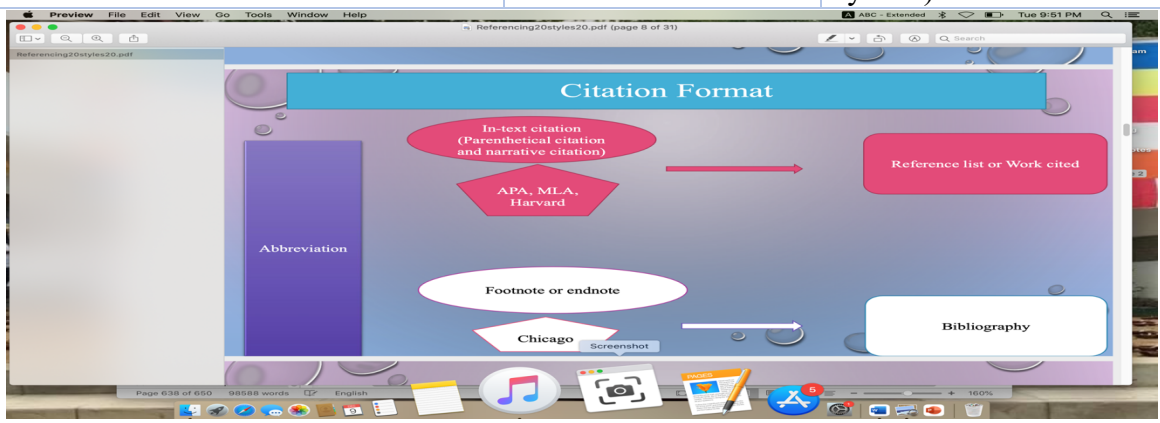 Preview File Edit View Go Tools Window Help
A ABC - Extended Tue 9:51 PM
Referencing20styles20.pdf (page 8 of 31)
Search
Referencing20styles20.pdf
Citation Format
In-text citation
(Parenthetical citation
and narrative citation)
Reference list or Work cited
APA, MLA,
Harvard
Abbreviation
Footnote or endnote
Bibliography
Chicago
Screenshot
PAGES
5
Page 638 of 650 98588 words English
160%
9